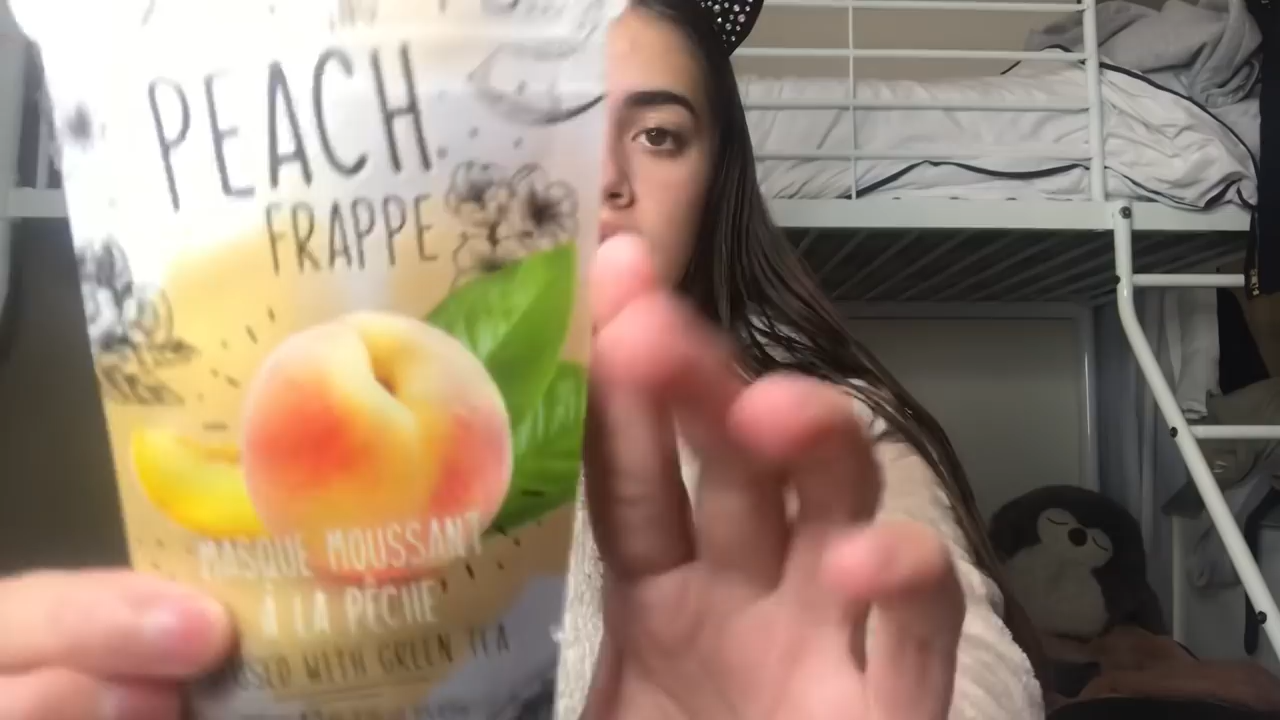 PEACH
FRAPPE
MASQUE MOUSSANT
À LA PÊCHE
WITH GREEN TEA